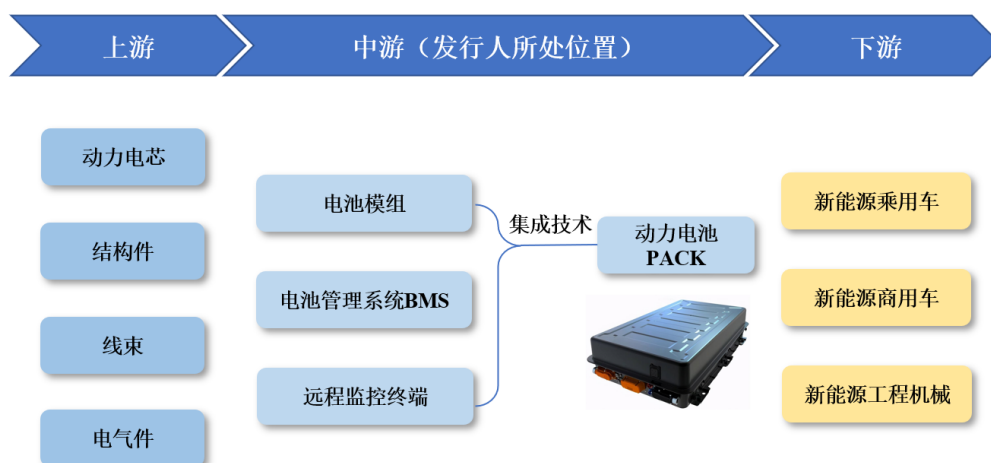 上游
中游（发行人所处位置）
下游
动力电芯
结构件
线束
电气件
电池模组
电池管理系统BMS
远程监控终端
集成技术
动力电池
PACK
新能源乘用车
新能源商用车
新能源工程机械